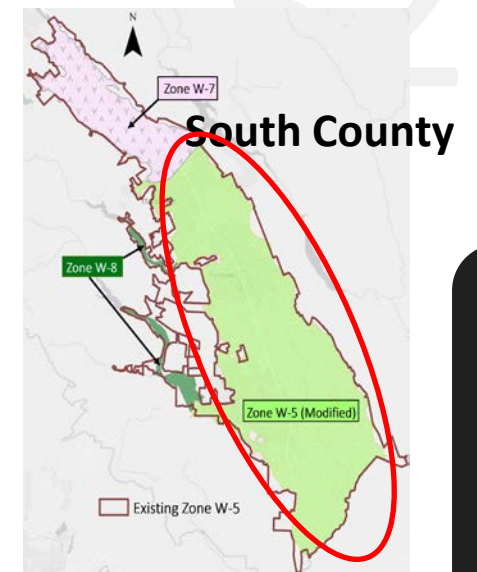 N
Zone W-7
South County
Zone W-8
Zone W-5 (Modified)
Existing Zone W-5